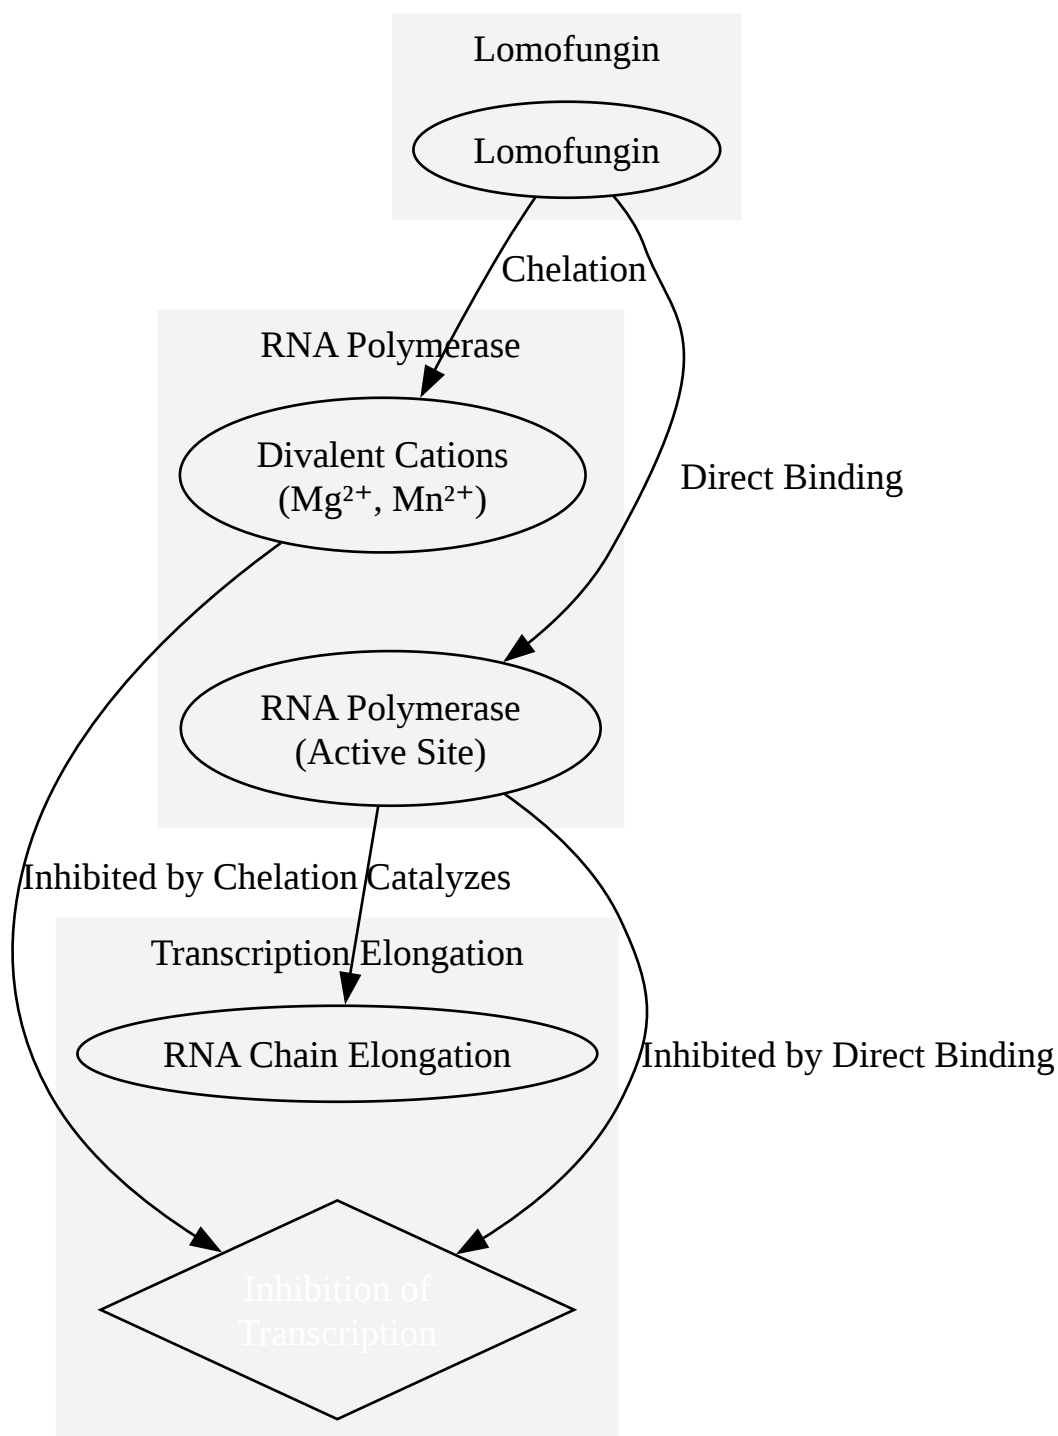 Lomofungin
Lomofungin
Chelation
RNA Polymerase
Divalent Cations
(Mg²⁺, Mn²⁺)
Direct Binding
RNA Polymerase
(Active Site)
Inhibited by Chelation
Catalyzes
Transcription Elongation
RNA Chain Elongation
Inhibited by Direct Binding
Inhibition of
Transcription